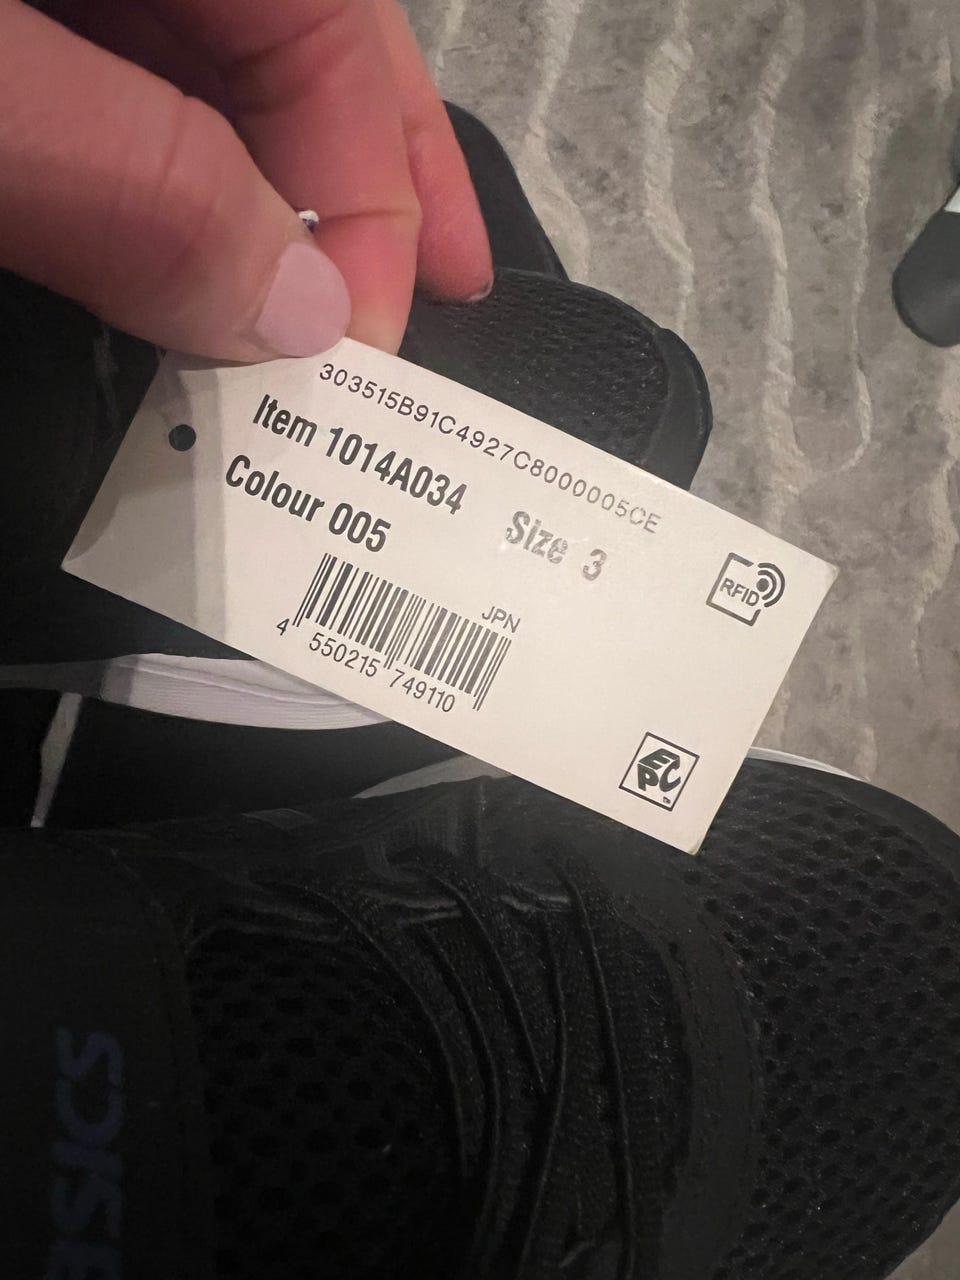 303515B91C4927C8000005CE
Item 1014A034
Colour 005
Size 3
RFID
JPN
4 550215 749110
EPC
asics